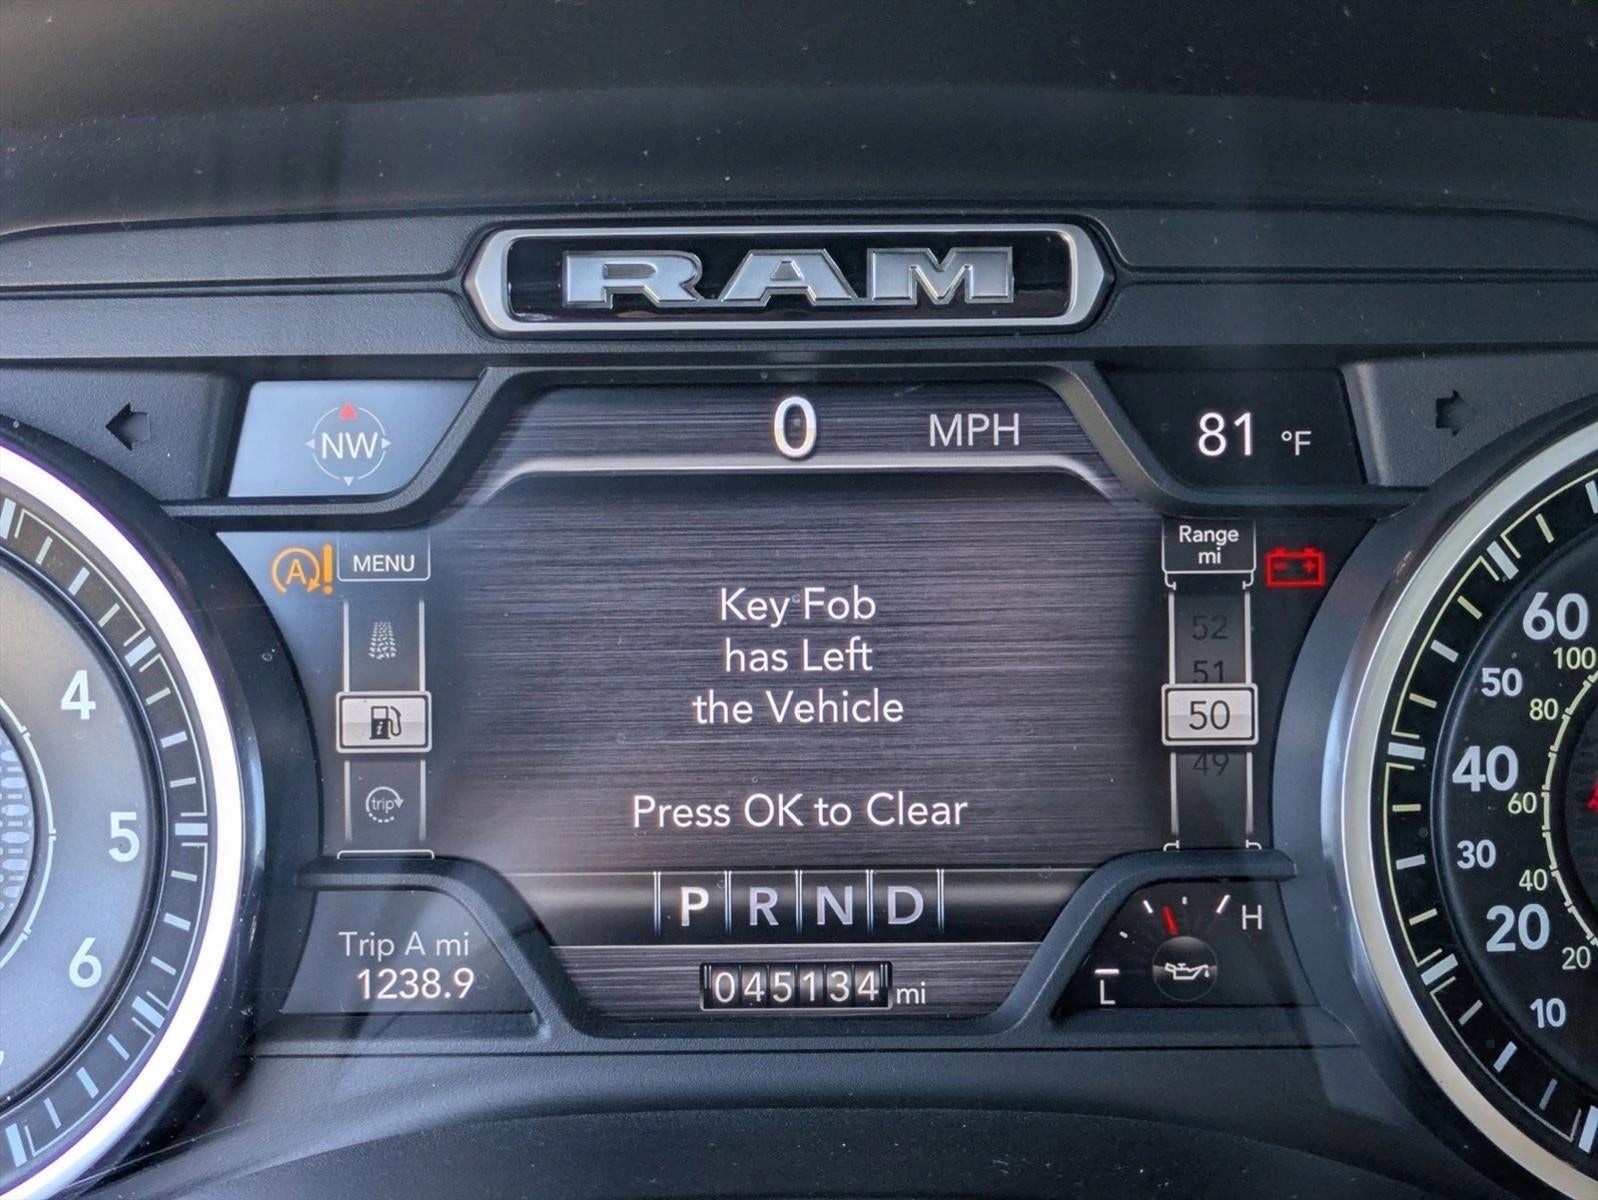 RAM
NW
0 MPH
81 °F
A!
MENU
Range
mi
52
51
50
49
Key Fob
has Left
the Vehicle
Press OK to Clear
trip
P R N D
Trip A mi
1238.9
045134 mi
L H
4
5
6
60
50
40
30
20
10
100
80
60
40
20